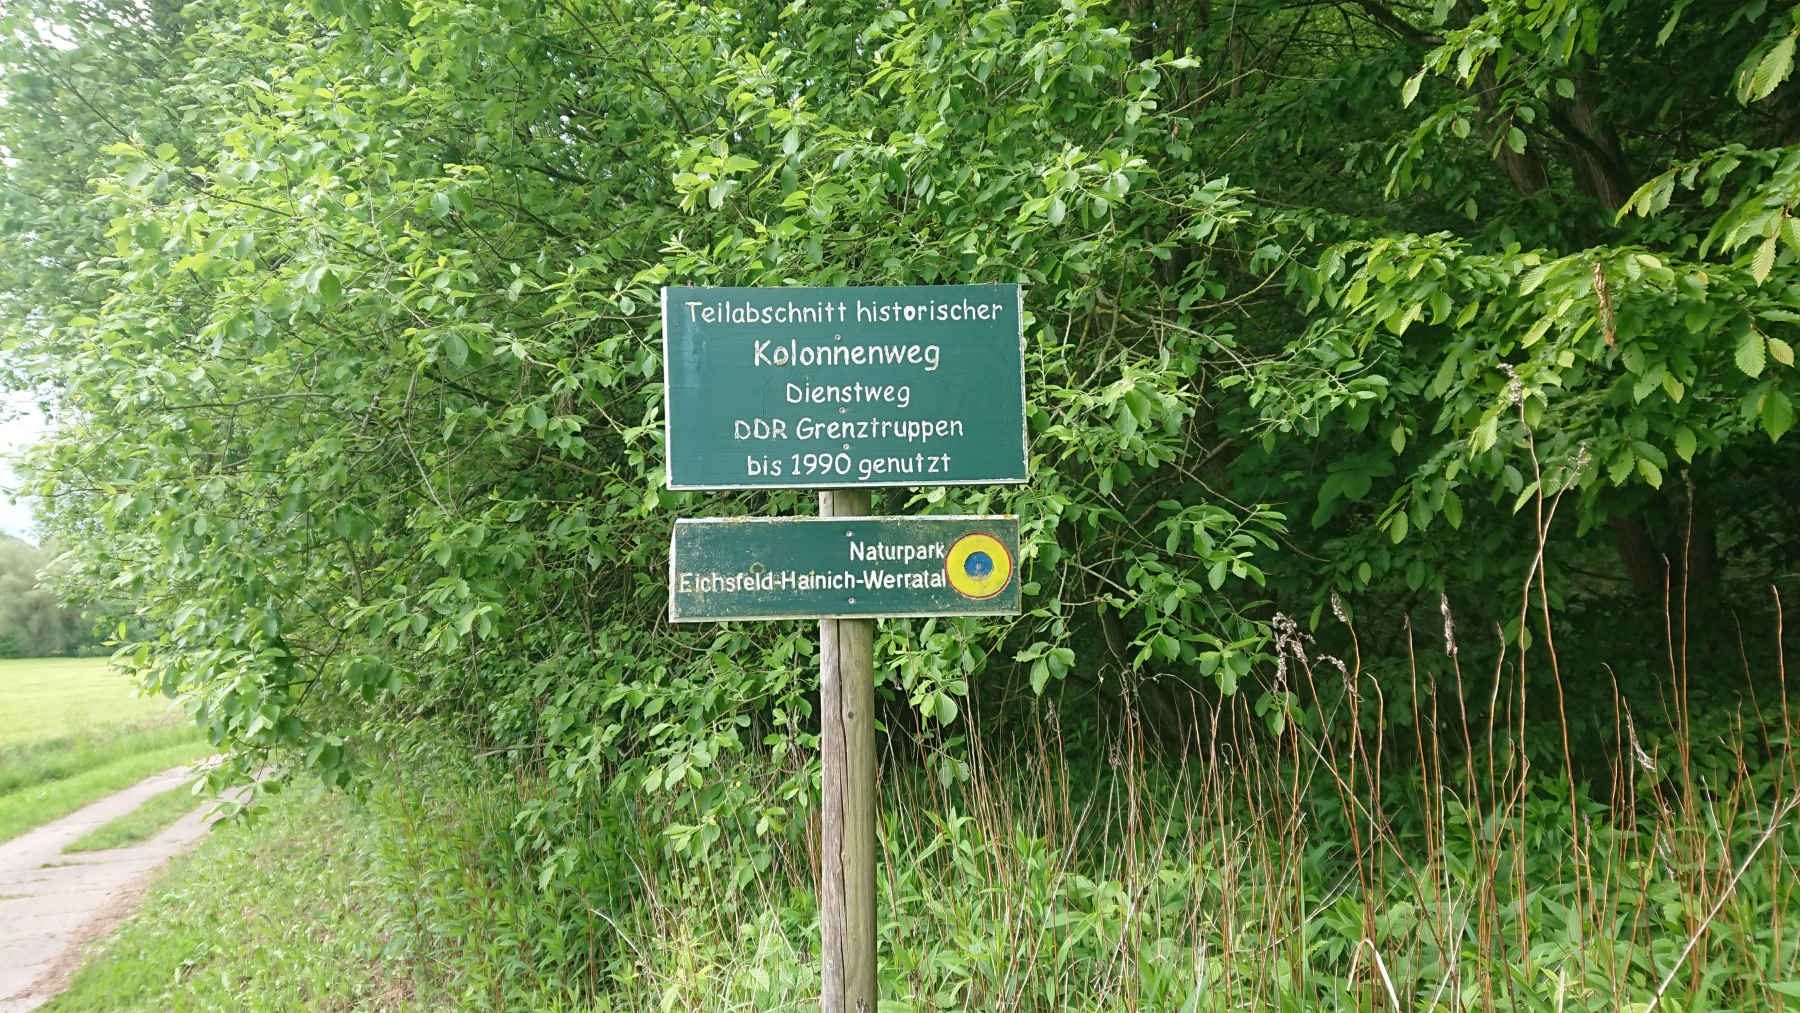 Teilabschnitt historischer
Kolonnenweg
Dienstweg
DDR Grenztruppen
bis 1990 genutzt
Naturpark
Eichsfeld-Hainich-Werratal